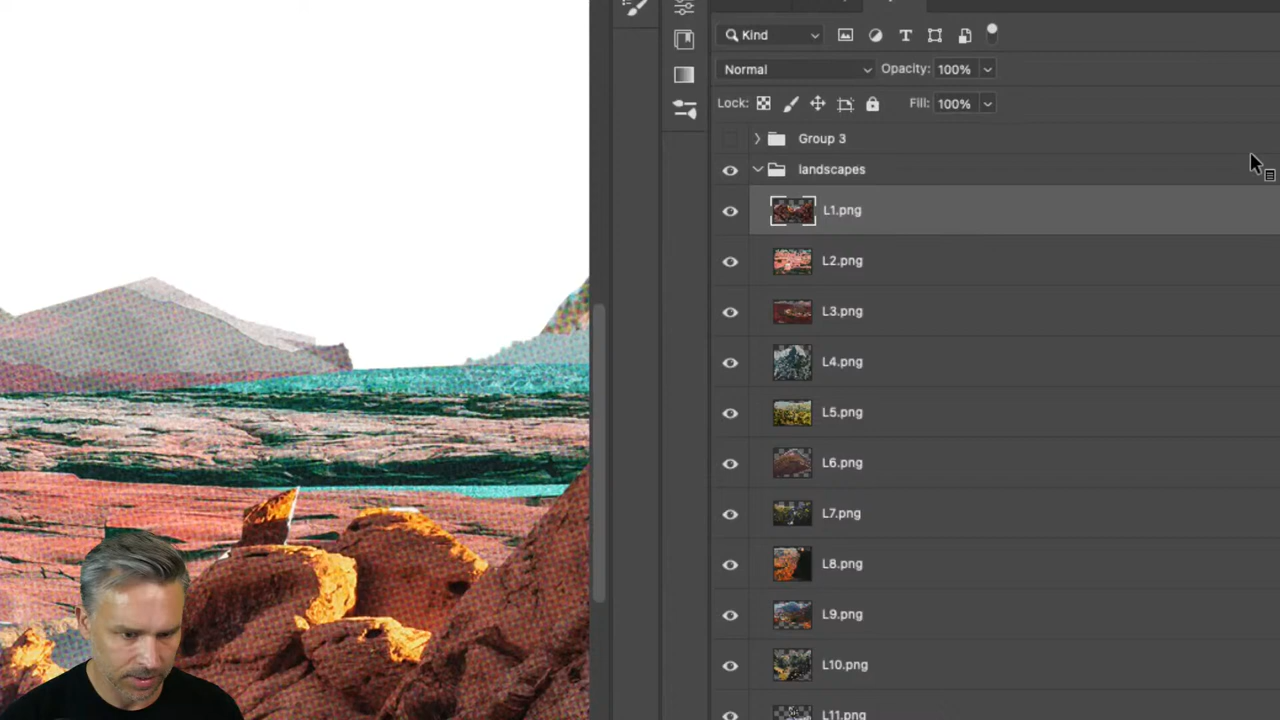 Kind
Normal Opacity: 100%
Lock: Fill: 100%
Group 3
landscapes
L1.png
L2.png
L3.png
L4.png
L5.png
L6.png
L7.png
L8.png
L9.png
L10.png
L11.png